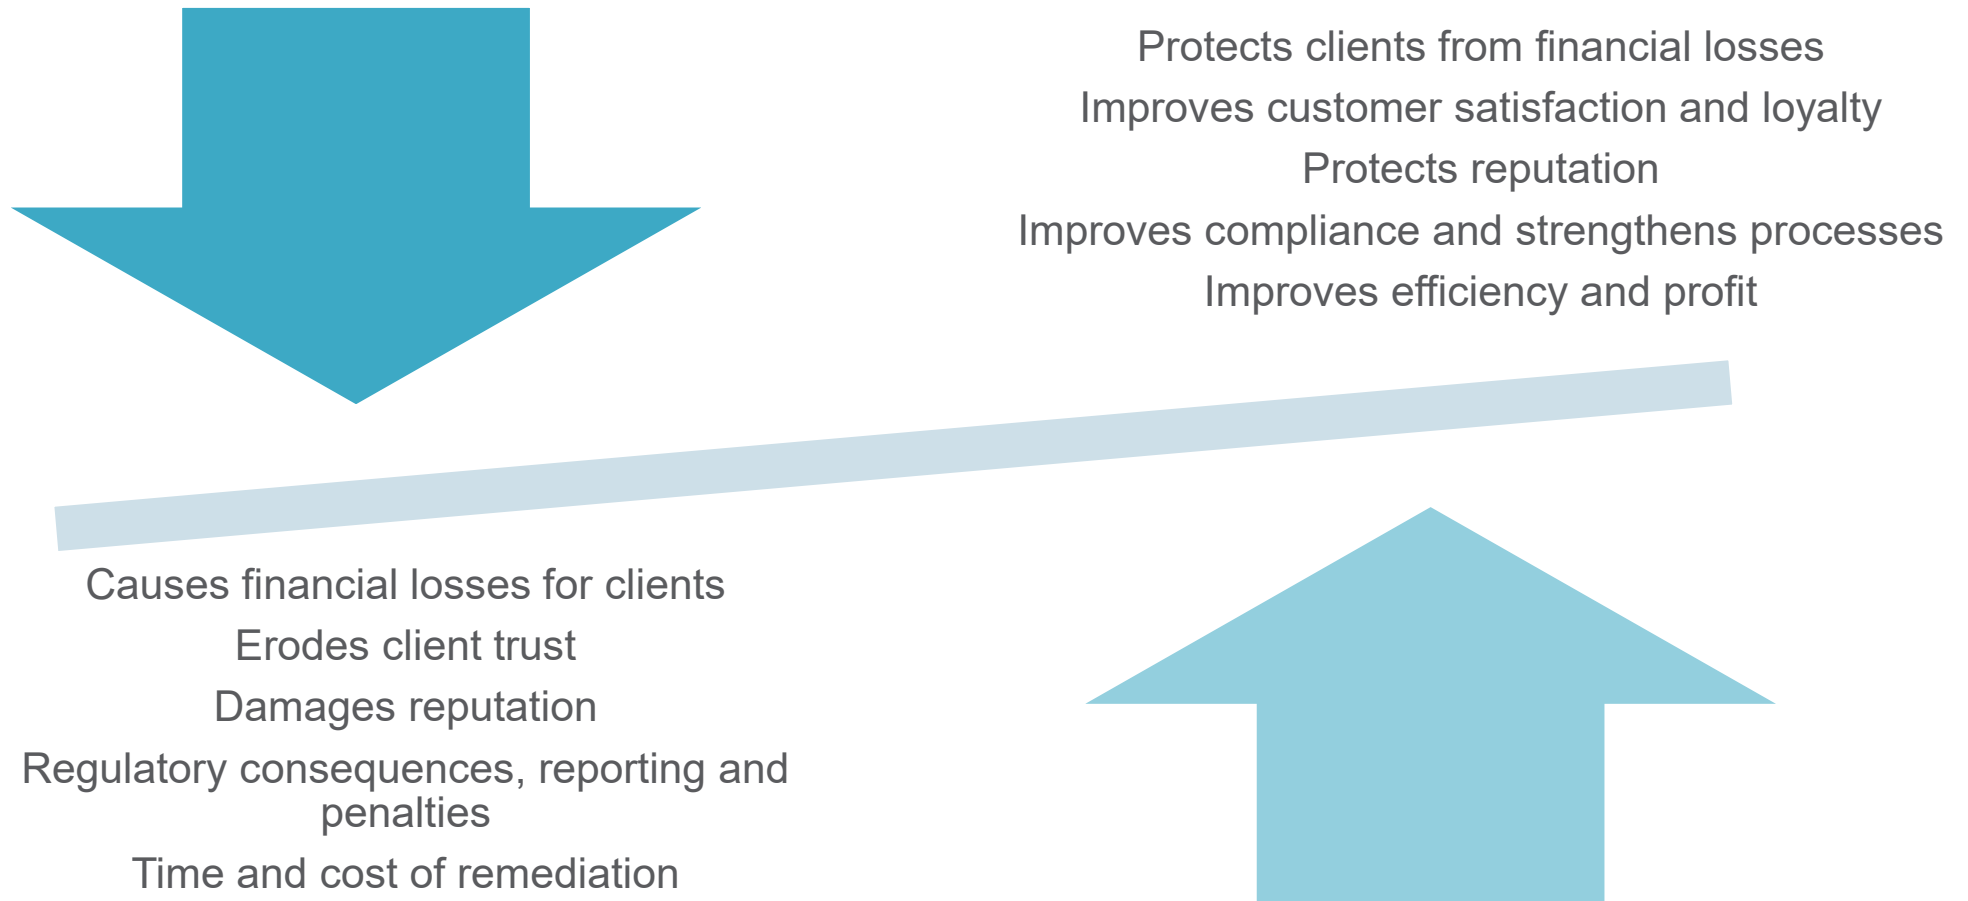 Protects clients from financial losses
Improves customer satisfaction and loyalty
Protects reputation
Improves compliance and strengthens processes
Improves efficiency and profit
Causes financial losses for clients
Erodes client trust
Damages reputation
Regulatory consequences, reporting and
penalties
Time and cost of remediation